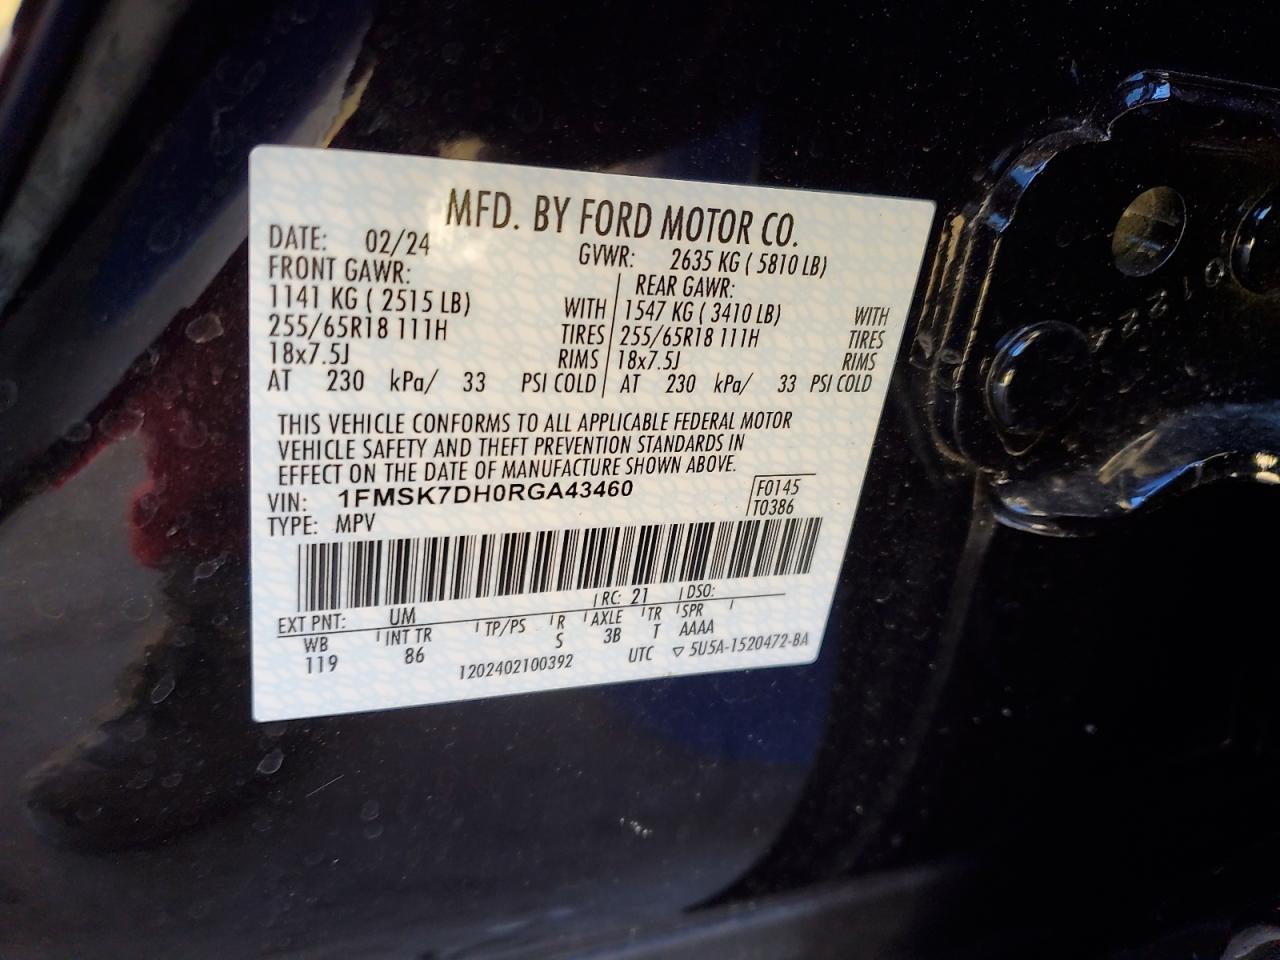 MFD. BY FORD MOTOR CO.
DATE: 02/24 GVWR: 2635 KG ( 5810 LB)
FRONT GAWR: REAR GAWR:
1141 KG ( 2515 LB) WITH 1547 KG ( 3410 LB) WITH
255/65R18 111H TIRES 255/65R18 111H TIRES
18x7.5J RIMS 18x7.5J RIMS
AT 230 kPa/ 33 PSI COLD AT 230 kPa/ 33 PSI COLD
THIS VEHICLE CONFORMS TO ALL APPLICABLE FEDERAL MOTOR
VEHICLE SAFETY AND THEFT PREVENTION STANDARDS IN
EFFECT ON THE DATE OF MANUFACTURE SHOWN ABOVE.
VIN: 1FMSK7DH0RGA43460 F0145
TYPE: MPV T0386
EXT PNT: UM RC: 21 DSO:
WB INT TR TP/PS R AXLE TR SPR
119 86 S 3B T AAAA
1202402100392 UTC ▽ 5U5A-1520472-BA